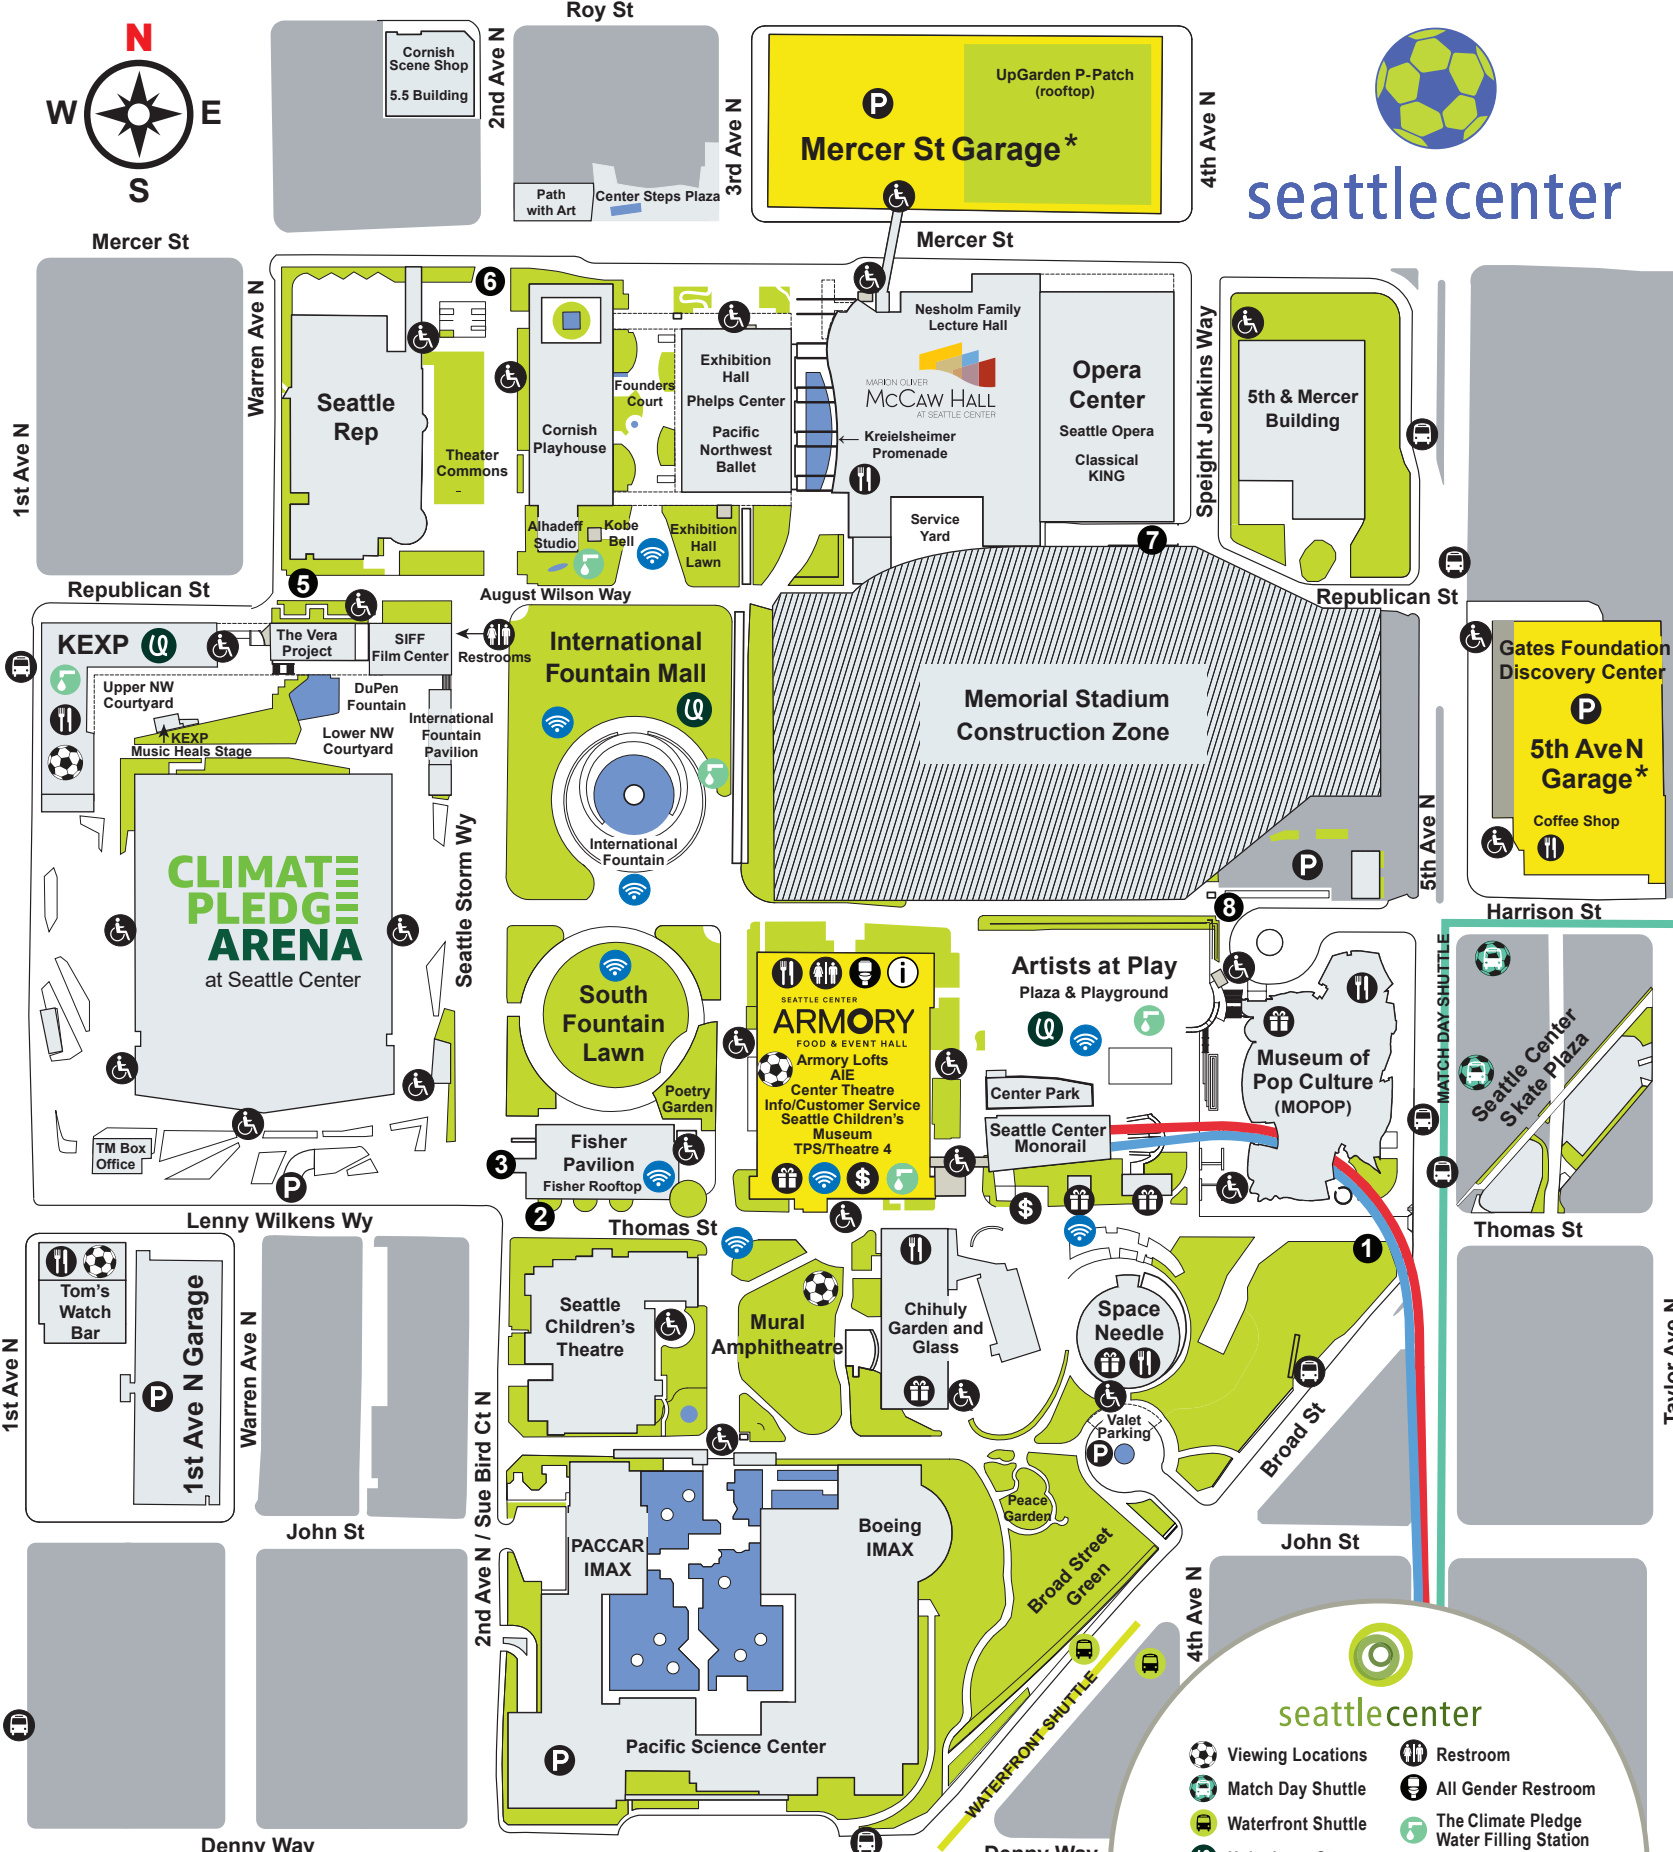 Roy St
N
W
E
S
Cornish
Scene Shop
5.5 Building
2nd Ave N
3rd Ave N
4th Ave N
UpGarden P-Patch
(rooftop)
P
Mercer St Garage*
Path
with Art
Center Steps Plaza
seattlecenter
Mercer St
Mercer St
Warren Ave N
6
1st Ave N
Seattle
Rep
Theater
Commons
Cornish
Playhouse
Founders
Court
Exhibition
Hall
Phelps Center
Pacific
Northwest
Ballet
Nesholm Family
Lecture Hall
MARION OLIVER
McCAW HALL
AT SEATTLE CENTER
Kreielsheimer
Promenade
Opera
Center
Seattle Opera
Classical
KING
Speight Jenkins Way
5th & Mercer
Building
Alhadeff
Studio
Kobe
Bell
Exhibition
Hall
Lawn
Service
Yard
7
5
Republican St
August Wilson Way
Republican St
KEXP
The Vera
Project
SIFF
Film Center
Restrooms
Upper NW
Courtyard
DuPen
Fountain
KEXP
Music Heals Stage
Lower NW
Courtyard
International
Fountain
Pavilion
International
Fountain Mall
International
Fountain
Memorial Stadium
Construction Zone
Gates Foundation
Discovery Center
P
5th Ave N
Garage*
Coffee Shop
P
5th Ave N
Harrison St
8
CLIMATE
PLEDGE
ARENA
at Seattle Center
Seattle Storm Wy
South
Fountain
Lawn
Poetry
Garden
i
SEATTLE CENTER
ARMORY
FOOD & EVENT HALL
Armory Lofts
AIE
Center Theatre
Info/Customer Service
Seattle Children's
Museum
TPS/Theatre 4
$
Artists at Play
Plaza & Playground
Center Park
Seattle Center
Monorail
Museum of
Pop Culture
(MOPOP)
MATCH DAY SHUTTLE
Seattle Center
Skate Plaza
TM Box
Office
P
Fisher
Pavilion
Fisher Rooftop
3
2
$
Lenny Wilkens Wy
Thomas St
Thomas St
1
Tom's
Watch
Bar
1st Ave N
P
1st Ave N Garage
Warren Ave N
Seattle
Children's
Theatre
Mural
Amphitheatre
Chihuly
Garden and
Glass
Space
Needle
Valet
Parking
P
Broad St
Taylor Ave N
2nd Ave N / Sue Bird Ct N
John St
John St
PACCAR
IMAX
Boeing
IMAX
Peace
Garden
Broad Street
Green
4th Ave N
WATERFRONT SHUTTLE
Pacific Science Center
P
Denny Way
Denny Way
seattlecenter
Viewing Locations
Restroom
Match Day Shuttle
All Gender Restroom
Waterfront Shuttle
The Climate Pledge
Water Filling Station